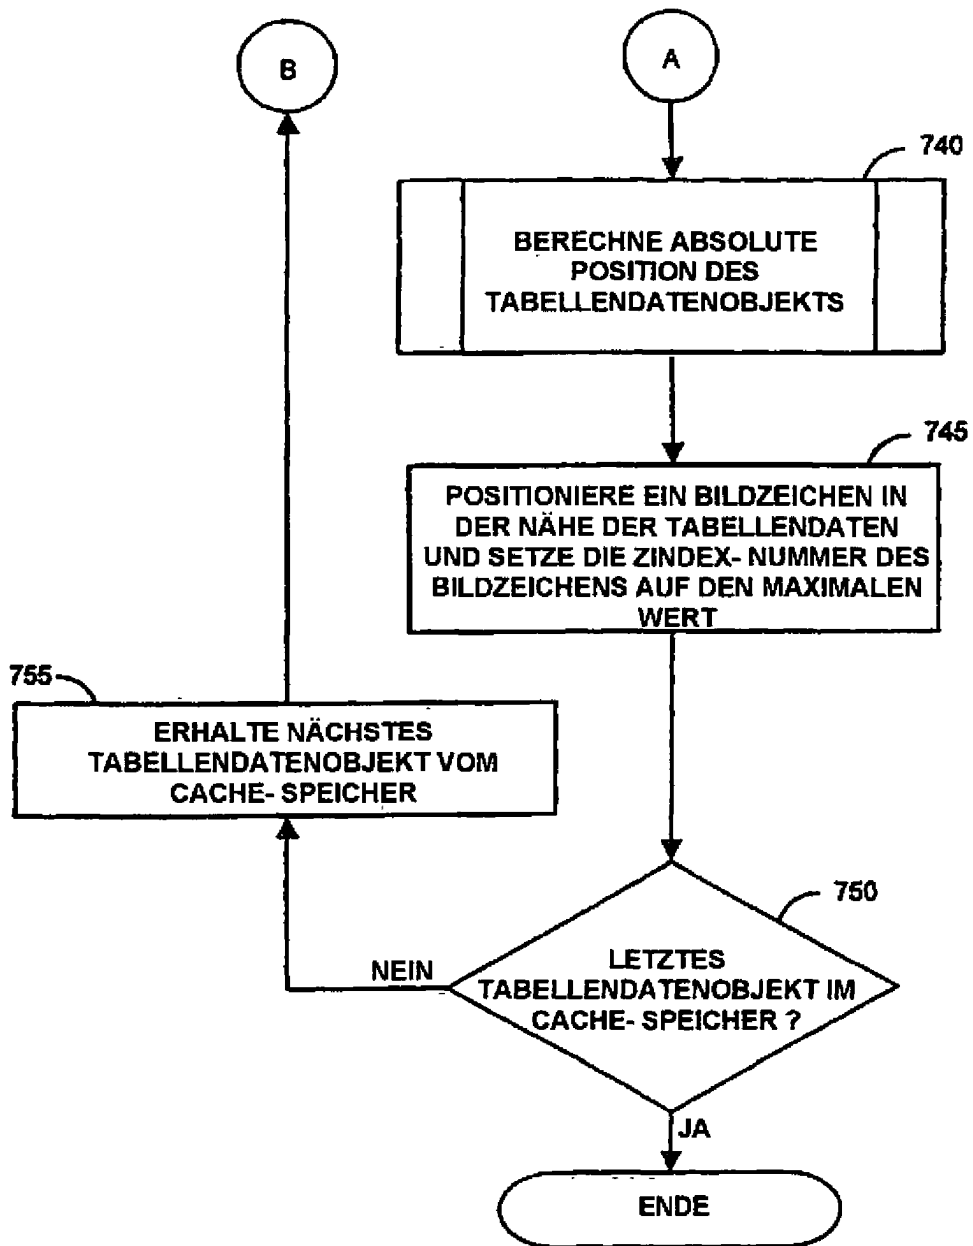 B
A
740
BERECHNE ABSOLUTE
POSITION DES
TABELLENDATENOBJEKTS
745
POSITIONIERE EIN BILDZEICHEN IN
DER NÄHE DER TABELLENDATEN
UND SETZE DIE ZINDEX- NUMMER DES
BILDZEICHENS AUF DEN MAXIMALEN
WERT
755
ERHALTE NÄCHSTES
TABELLENDATENOBJEKT VOM
CACHE- SPEICHER
750
NEIN
LETZTES
TABELLENDATENOBJEKT IM
CACHE- SPEICHER ?
JA
ENDE